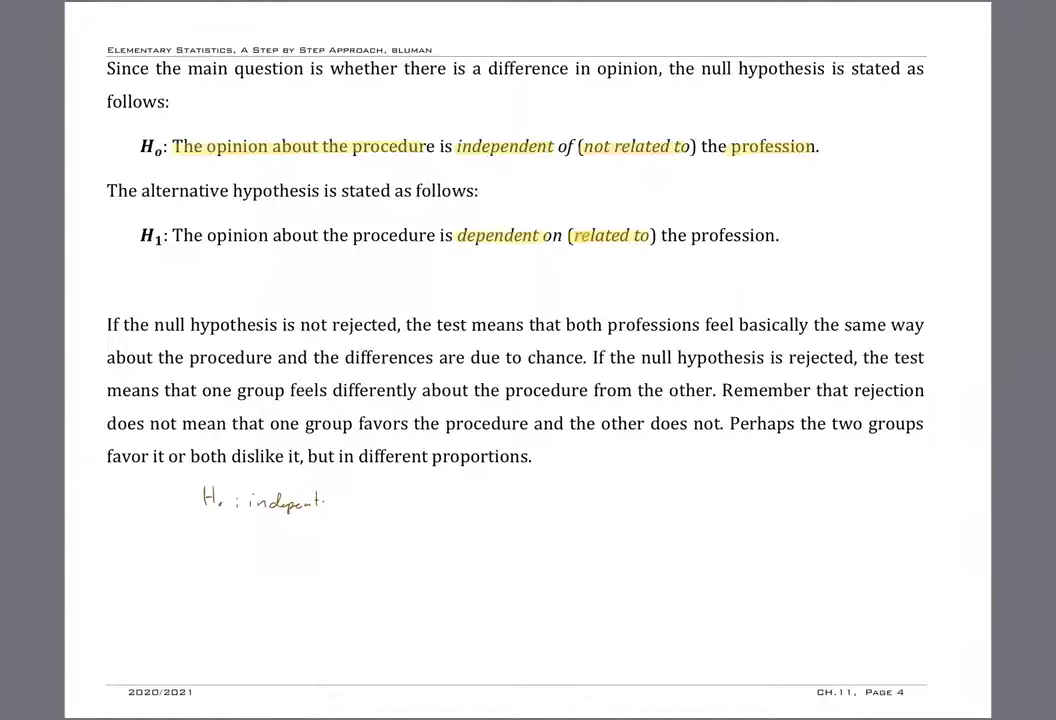 ELEMENTARY STATISTICS, A STEP BY STEP APPROACH, BLUMAN
Since the main question is whether there is a difference in opinion, the null hypothesis is stated as
follows:
Hₒ: The opinion about the procedure is independent of (not related to) the profession.
The alternative hypothesis is stated as follows:
H₁: The opinion about the procedure is dependent on (related to) the profession.
If the null hypothesis is not rejected, the test means that both professions feel basically the same way
about the procedure and the differences are due to chance. If the null hypothesis is rejected, the test
means that one group feels differently about the procedure from the other. Remember that rejection
does not mean that one group favors the procedure and the other does not. Perhaps the two groups
favor it or both dislike it, but in different proportions.
H₀ : indepent.
2020/2021 CH.11, PAGE 4